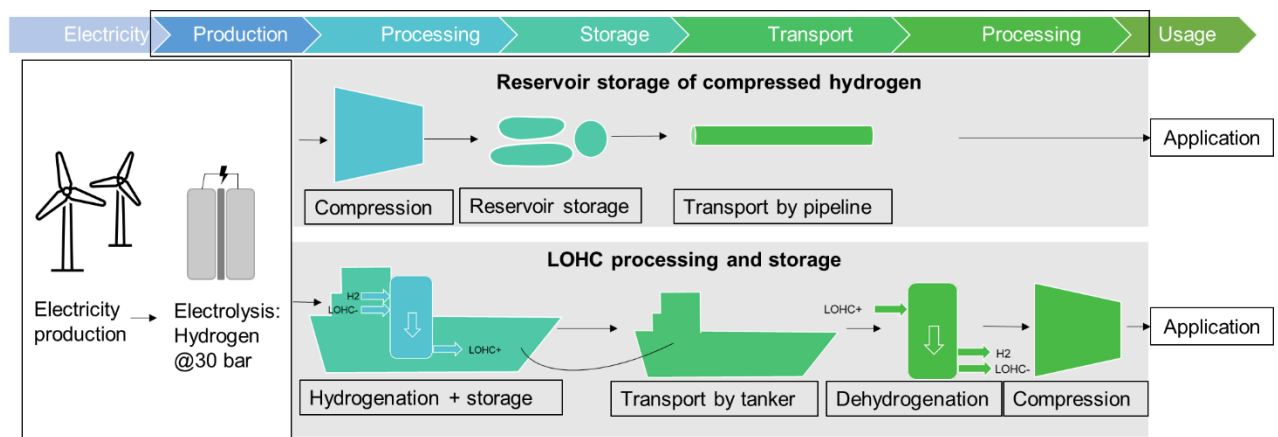 Electricity
Production
Processing
Storage
Transport
Processing
Usage
Reservoir storage of compressed hydrogen
Compression
Reservoir storage
Transport by pipeline
Application
Electricity
production
Electrolysis:
Hydrogen
@30 bar
LOHC processing and storage
H2
LOHC-
LOHC+
Hydrogenation + storage
Transport by tanker
LOHC+
H2
LOHC-
Dehydrogenation
Compression
Application